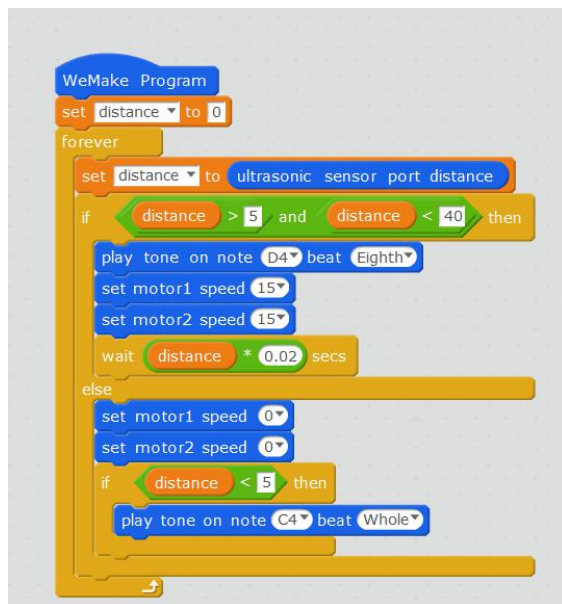 WeMake Program
set distance to 0
forever
set distance to ultrasonic sensor port distance
if distance > 5 and distance < 40 then
play tone on note D4 beat Eighth
set motor1 speed 15
set motor2 speed 15
wait distance * 0.02 secs
else
set motor1 speed 0
set motor2 speed 0
if distance < 5 then
play tone on note C4 beat Whole